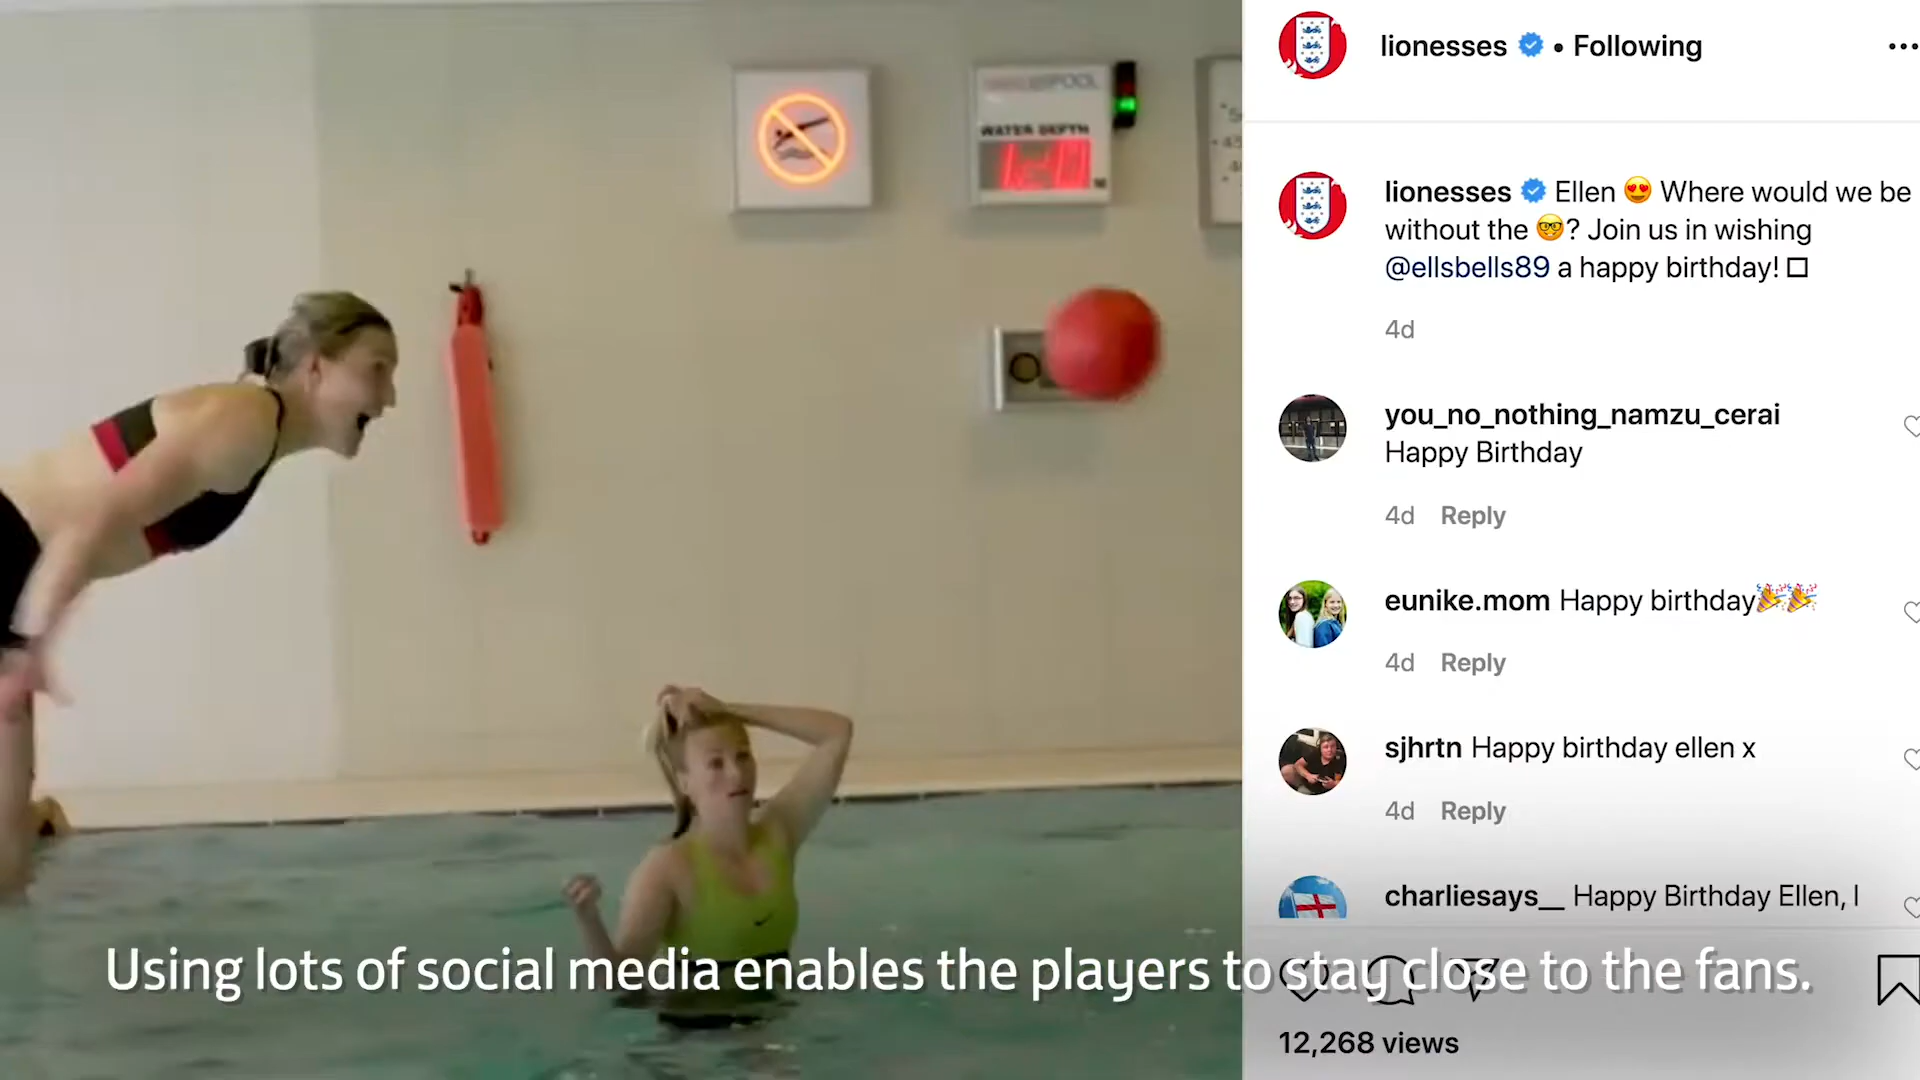 lionesses • Following
WATER DEPTH
1.20
lionesses Ellen 😍 Where would we be
without the 🤓? Join us in wishing
@ellsbells89 a happy birthday!
4d
you_no_nothing_namzu_cerai
Happy Birthday
4d Reply
eunike.mom Happy birthday🎉🎉
4d Reply
sjhrtn Happy birthday ellen x
4d Reply
charliesays__ Happy Birthday Ellen, I
Using lots of social media enables the players to stay close to the fans.
12,268 views